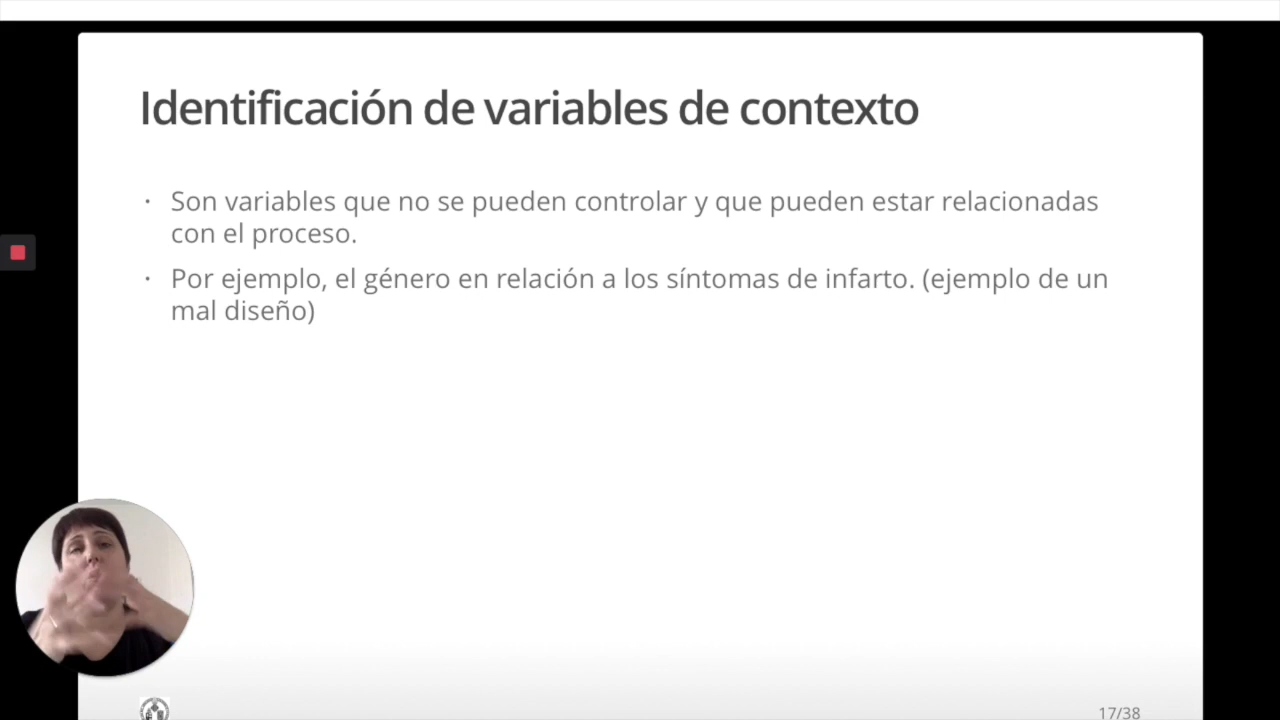 Identificación de variables de contexto
· Son variables que no se pueden controlar y que pueden estar relacionadas
con el proceso.
· Por ejemplo, el género en relación a los síntomas de infarto. (ejemplo de un
mal diseño)
17/38